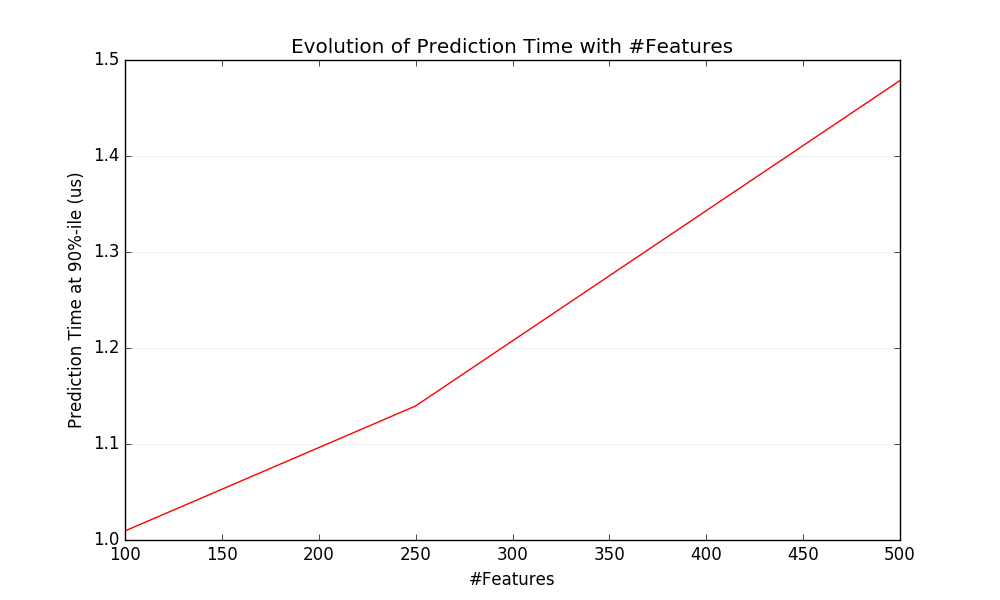 Evolution of Prediction Time with #Features
1.5
1.4
1.3
1.2
1.1
1.0
Prediction Time at 90%-ile (us)
100 150 200 250 300 350 400 450 500
#Features